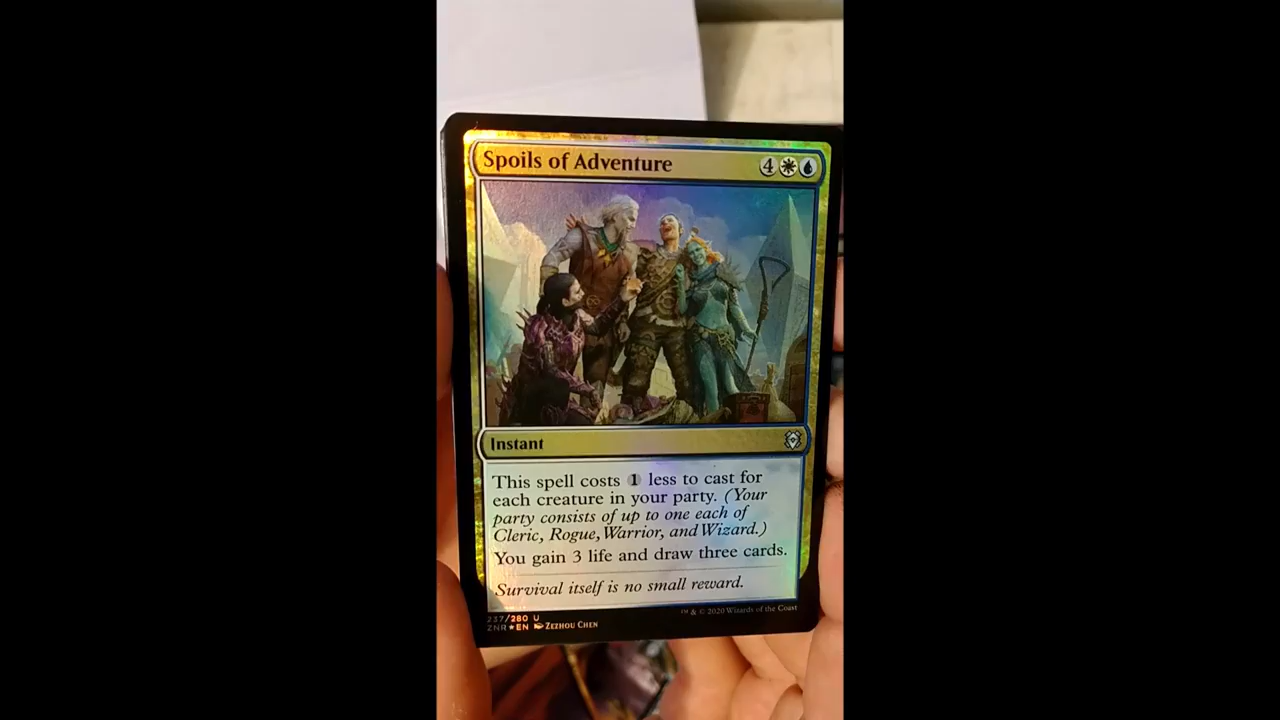 Spoils of Adventure 4
Instant
This spell costs 1 less to cast for
each creature in your party. (Your
party consists of up to one each of
Cleric, Rogue, Warrior, and Wizard.)
You gain 3 life and draw three cards.
Survival itself is no small reward.
237/280 U
ZNR★EN ZEZHOU CHEN
™ & © 2020 Wizards of the Coast